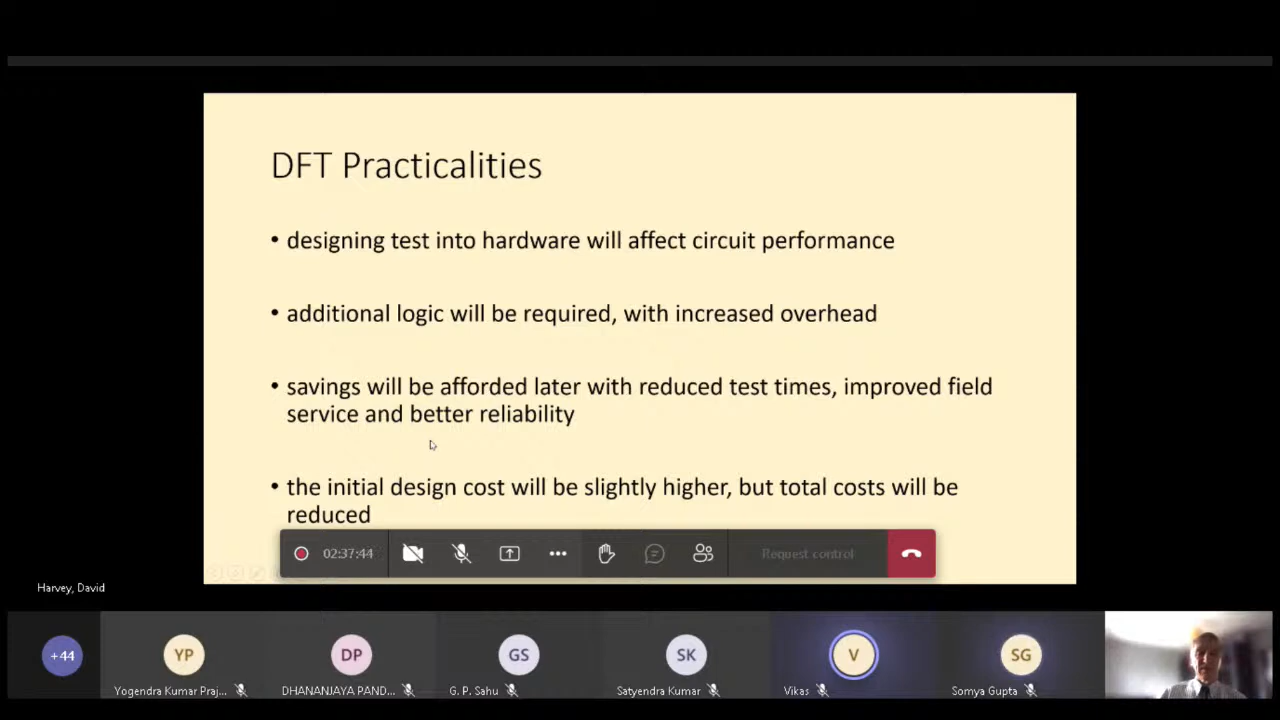 DFT Practicalities
• designing test into hardware will affect circuit performance
• additional logic will be required, with increased overhead
• savings will be afforded later with reduced test times, improved field
service and better reliability
• the initial design cost will be slightly higher, but total costs will be
reduced
02:37:44
Request control
Harvey, David
+44
YP
DP
GS
SK
V
SG
Yogendra Kumar Praj...
DHANANJAYA PAND...
G. P. Sahu
Satyendra Kumar
Vikas
Somya Gupta